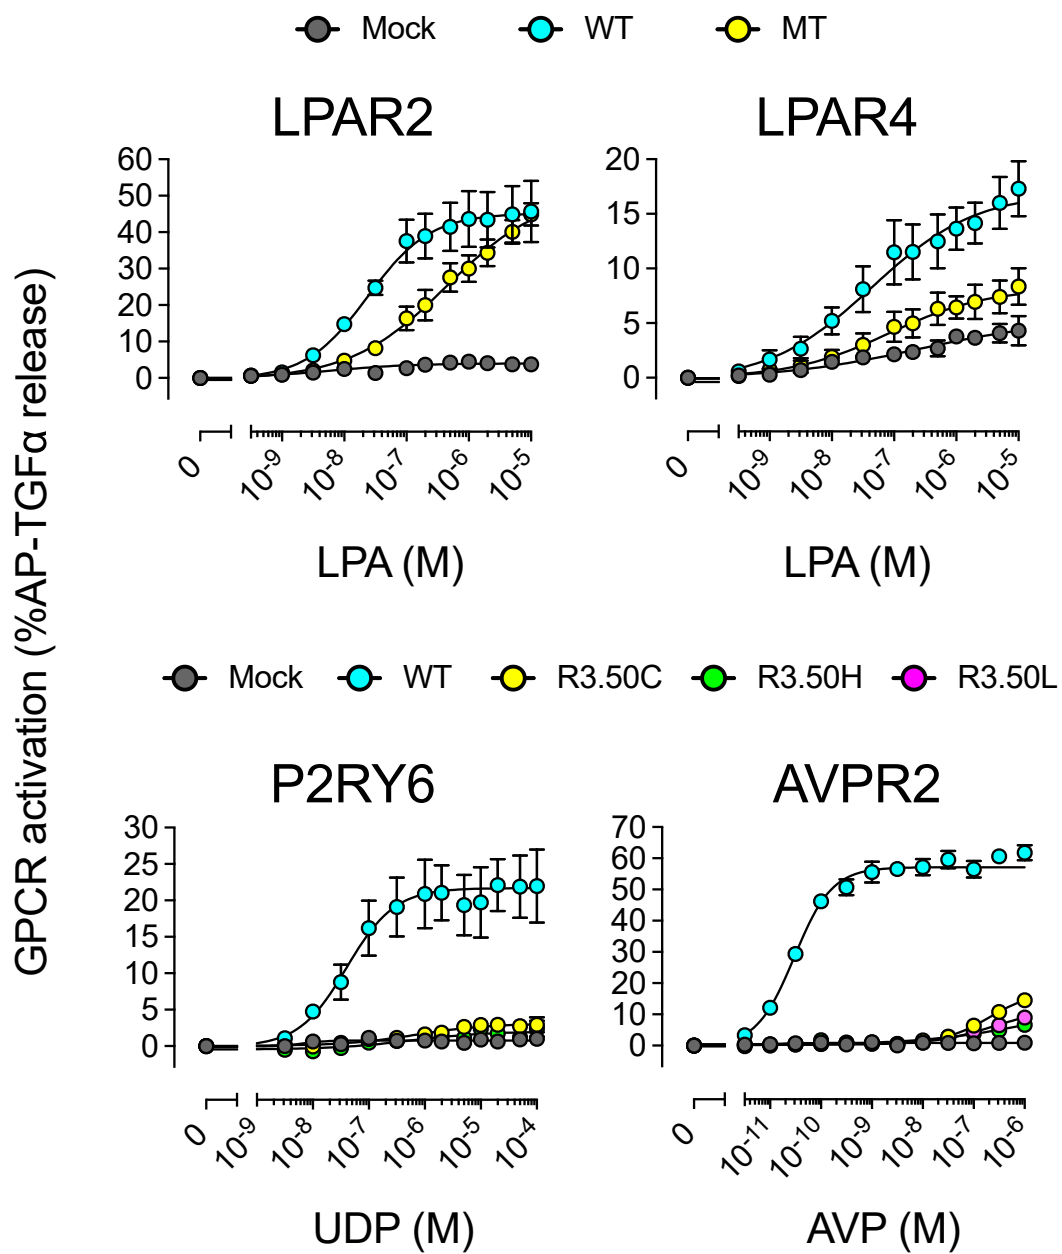 Mock WT MT
LPAR2 LPAR4
60 50 40 30 20 10 0
20 15 10 5 0
0 10-9 10-8 10-7 10-6 10-5
0 10-9 10-8 10-7 10-6 10-5
LPA (M) LPA (M)
GPCR activation (%AP-TGFα release)
Mock WT R3.50C R3.50H R3.50L
P2RY6 AVPR2
30 25 20 15 10 5 0
70 60 50 40 30 20 10 0
0 10-9 10-8 10-7 10-6 10-5 10-4
0 10-11 10-10 10-9 10-8 10-7 10-6
UDP (M) AVP (M)